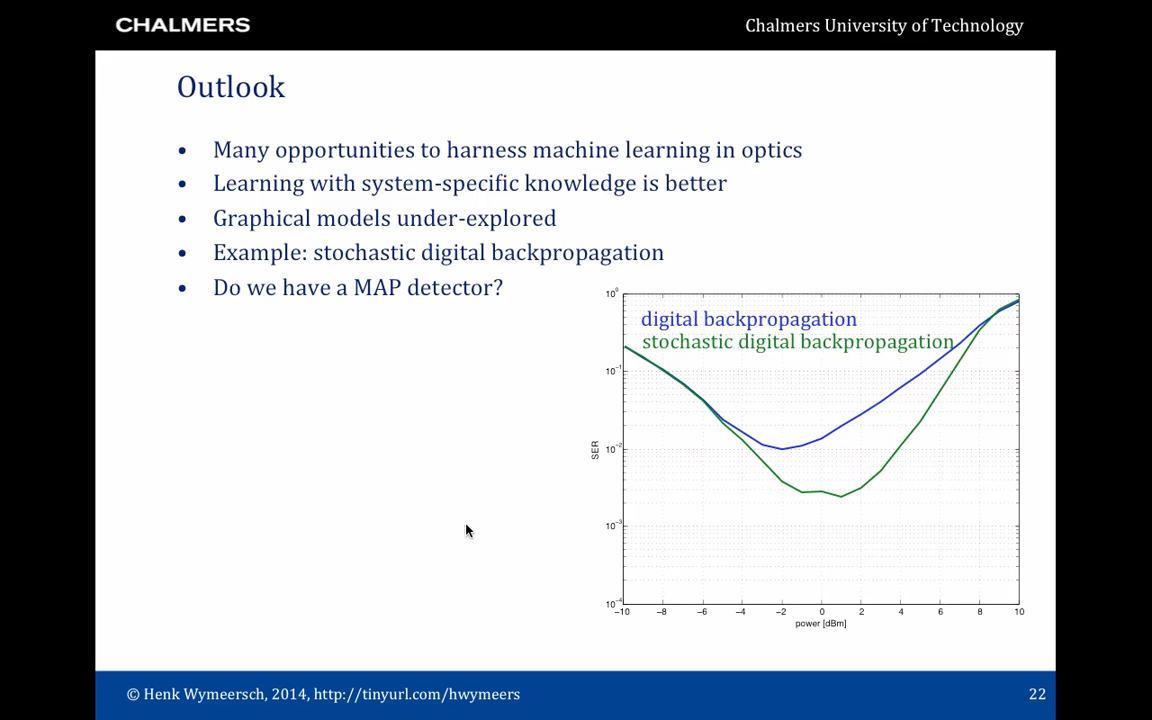 CHALMERS
Chalmers University of Technology
Outlook
• Many opportunities to harness machine learning in optics
• Learning with system-specific knowledge is better
• Graphical models under-explored
• Example: stochastic digital backpropagation
• Do we have a MAP detector?
digital backpropagation
stochastic digital backpropagation
10^0
10^-1
10^-2
10^-3
10^-4
SER
−10 −8 −6 −4 −2 0 2 4 6 8 10
power [dBm]
© Henk Wymeersch, 2014, http://tinyurl.com/hwymeers
22